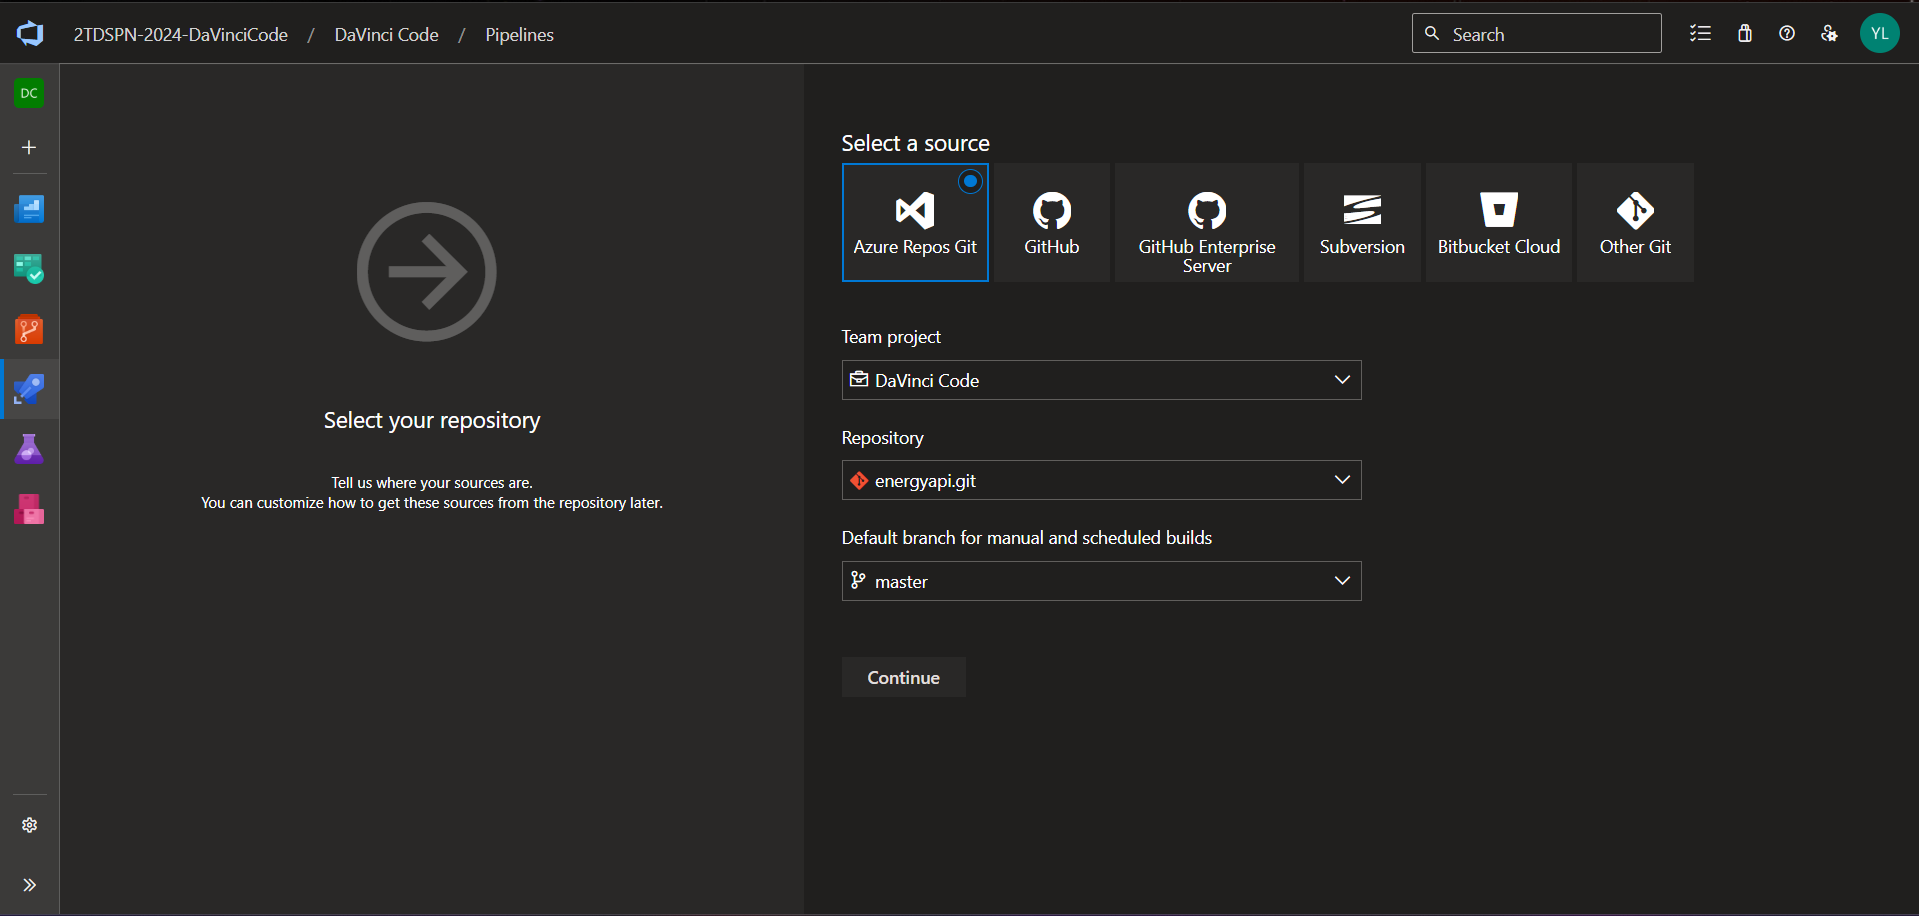 2TDSPN-2024-DaVinciCode / DaVinci Code / Pipelines
Search
YL
DC
Select your repository
Tell us where your sources are.
You can customize how to get these sources from the repository later.
Select a source
Azure Repos Git
GitHub
GitHub Enterprise
Server
Subversion
Bitbucket Cloud
Other Git
Team project
DaVinci Code
Repository
energyapi.git
Default branch for manual and scheduled builds
master
Continue